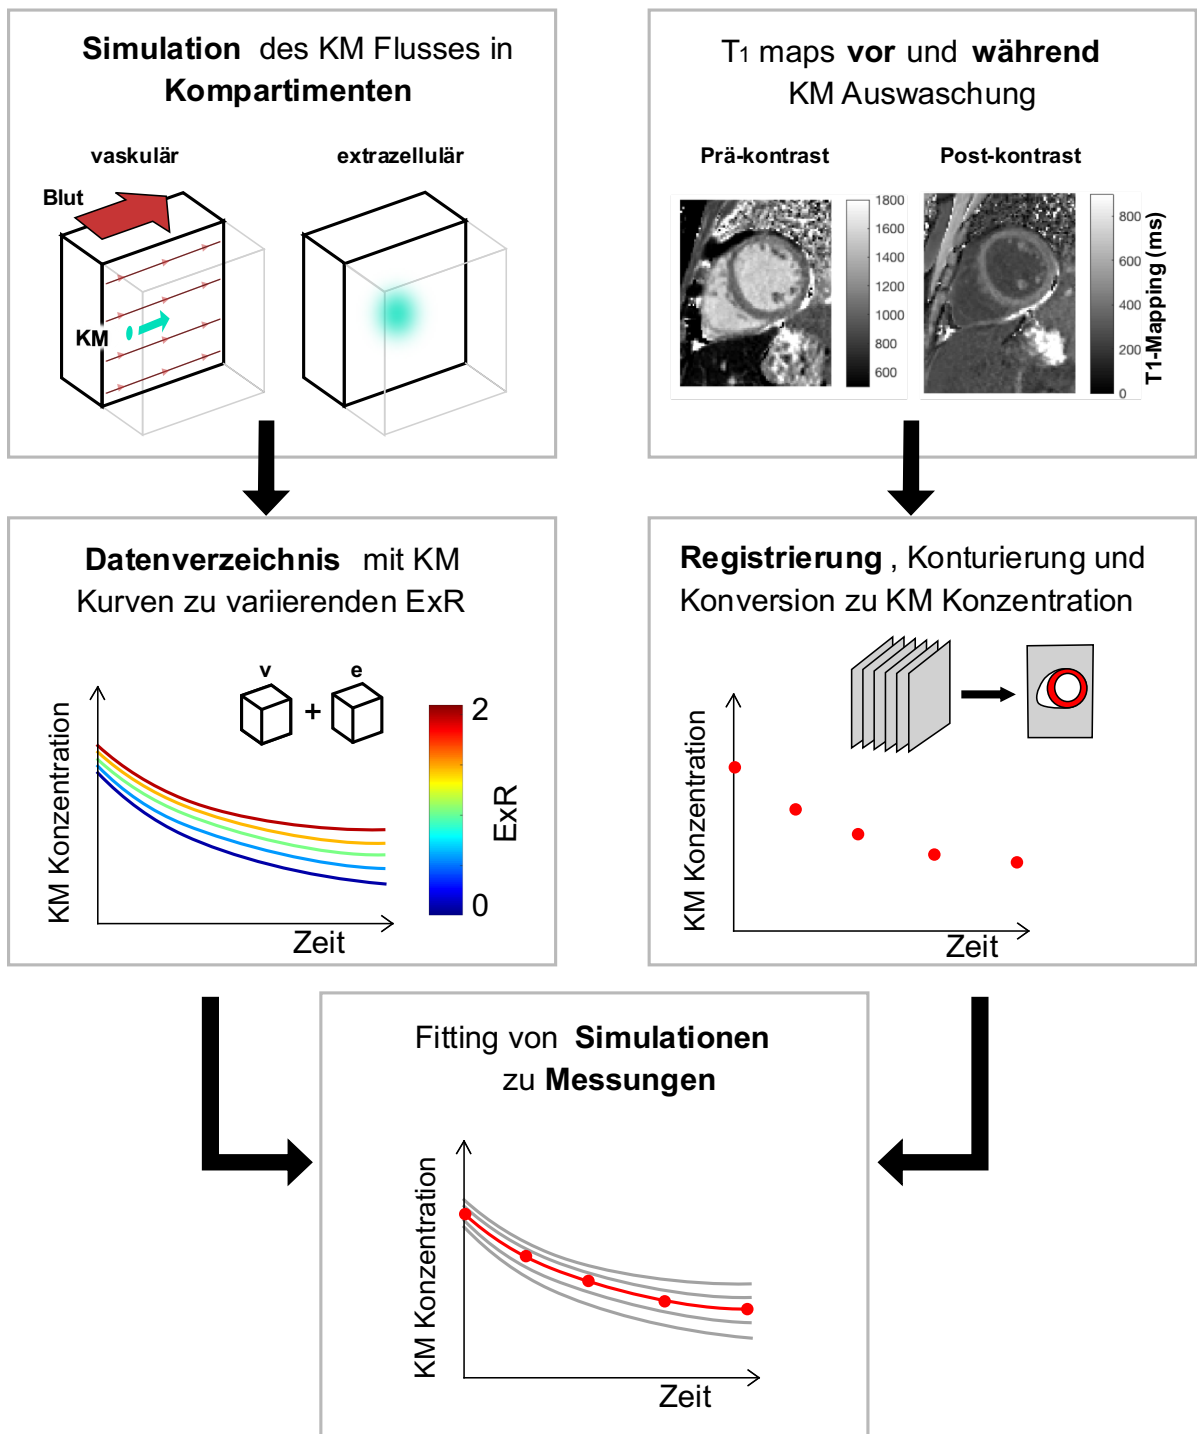 Simulation des KM Flusses in
Kompartimenten
vaskulär
extrazellulär
Blut
KM
T1 maps vor und während
KM Auswaschung
Prä-kontrast
Post-kontrast
1800
1600
1400
1200
1000
800
600
800
600
400
200
0
T1-Mapping (ms)
Datenverzeichnis mit KM
Kurven zu variierenden ExR
v
+
e
2
0
ExR
KM Konzentration
Zeit
Registrierung , Konturierung und
Konversion zu KM Konzentration
KM Konzentration
Zeit
Fitting von Simulationen
zu Messungen
KM Konzentration
Zeit